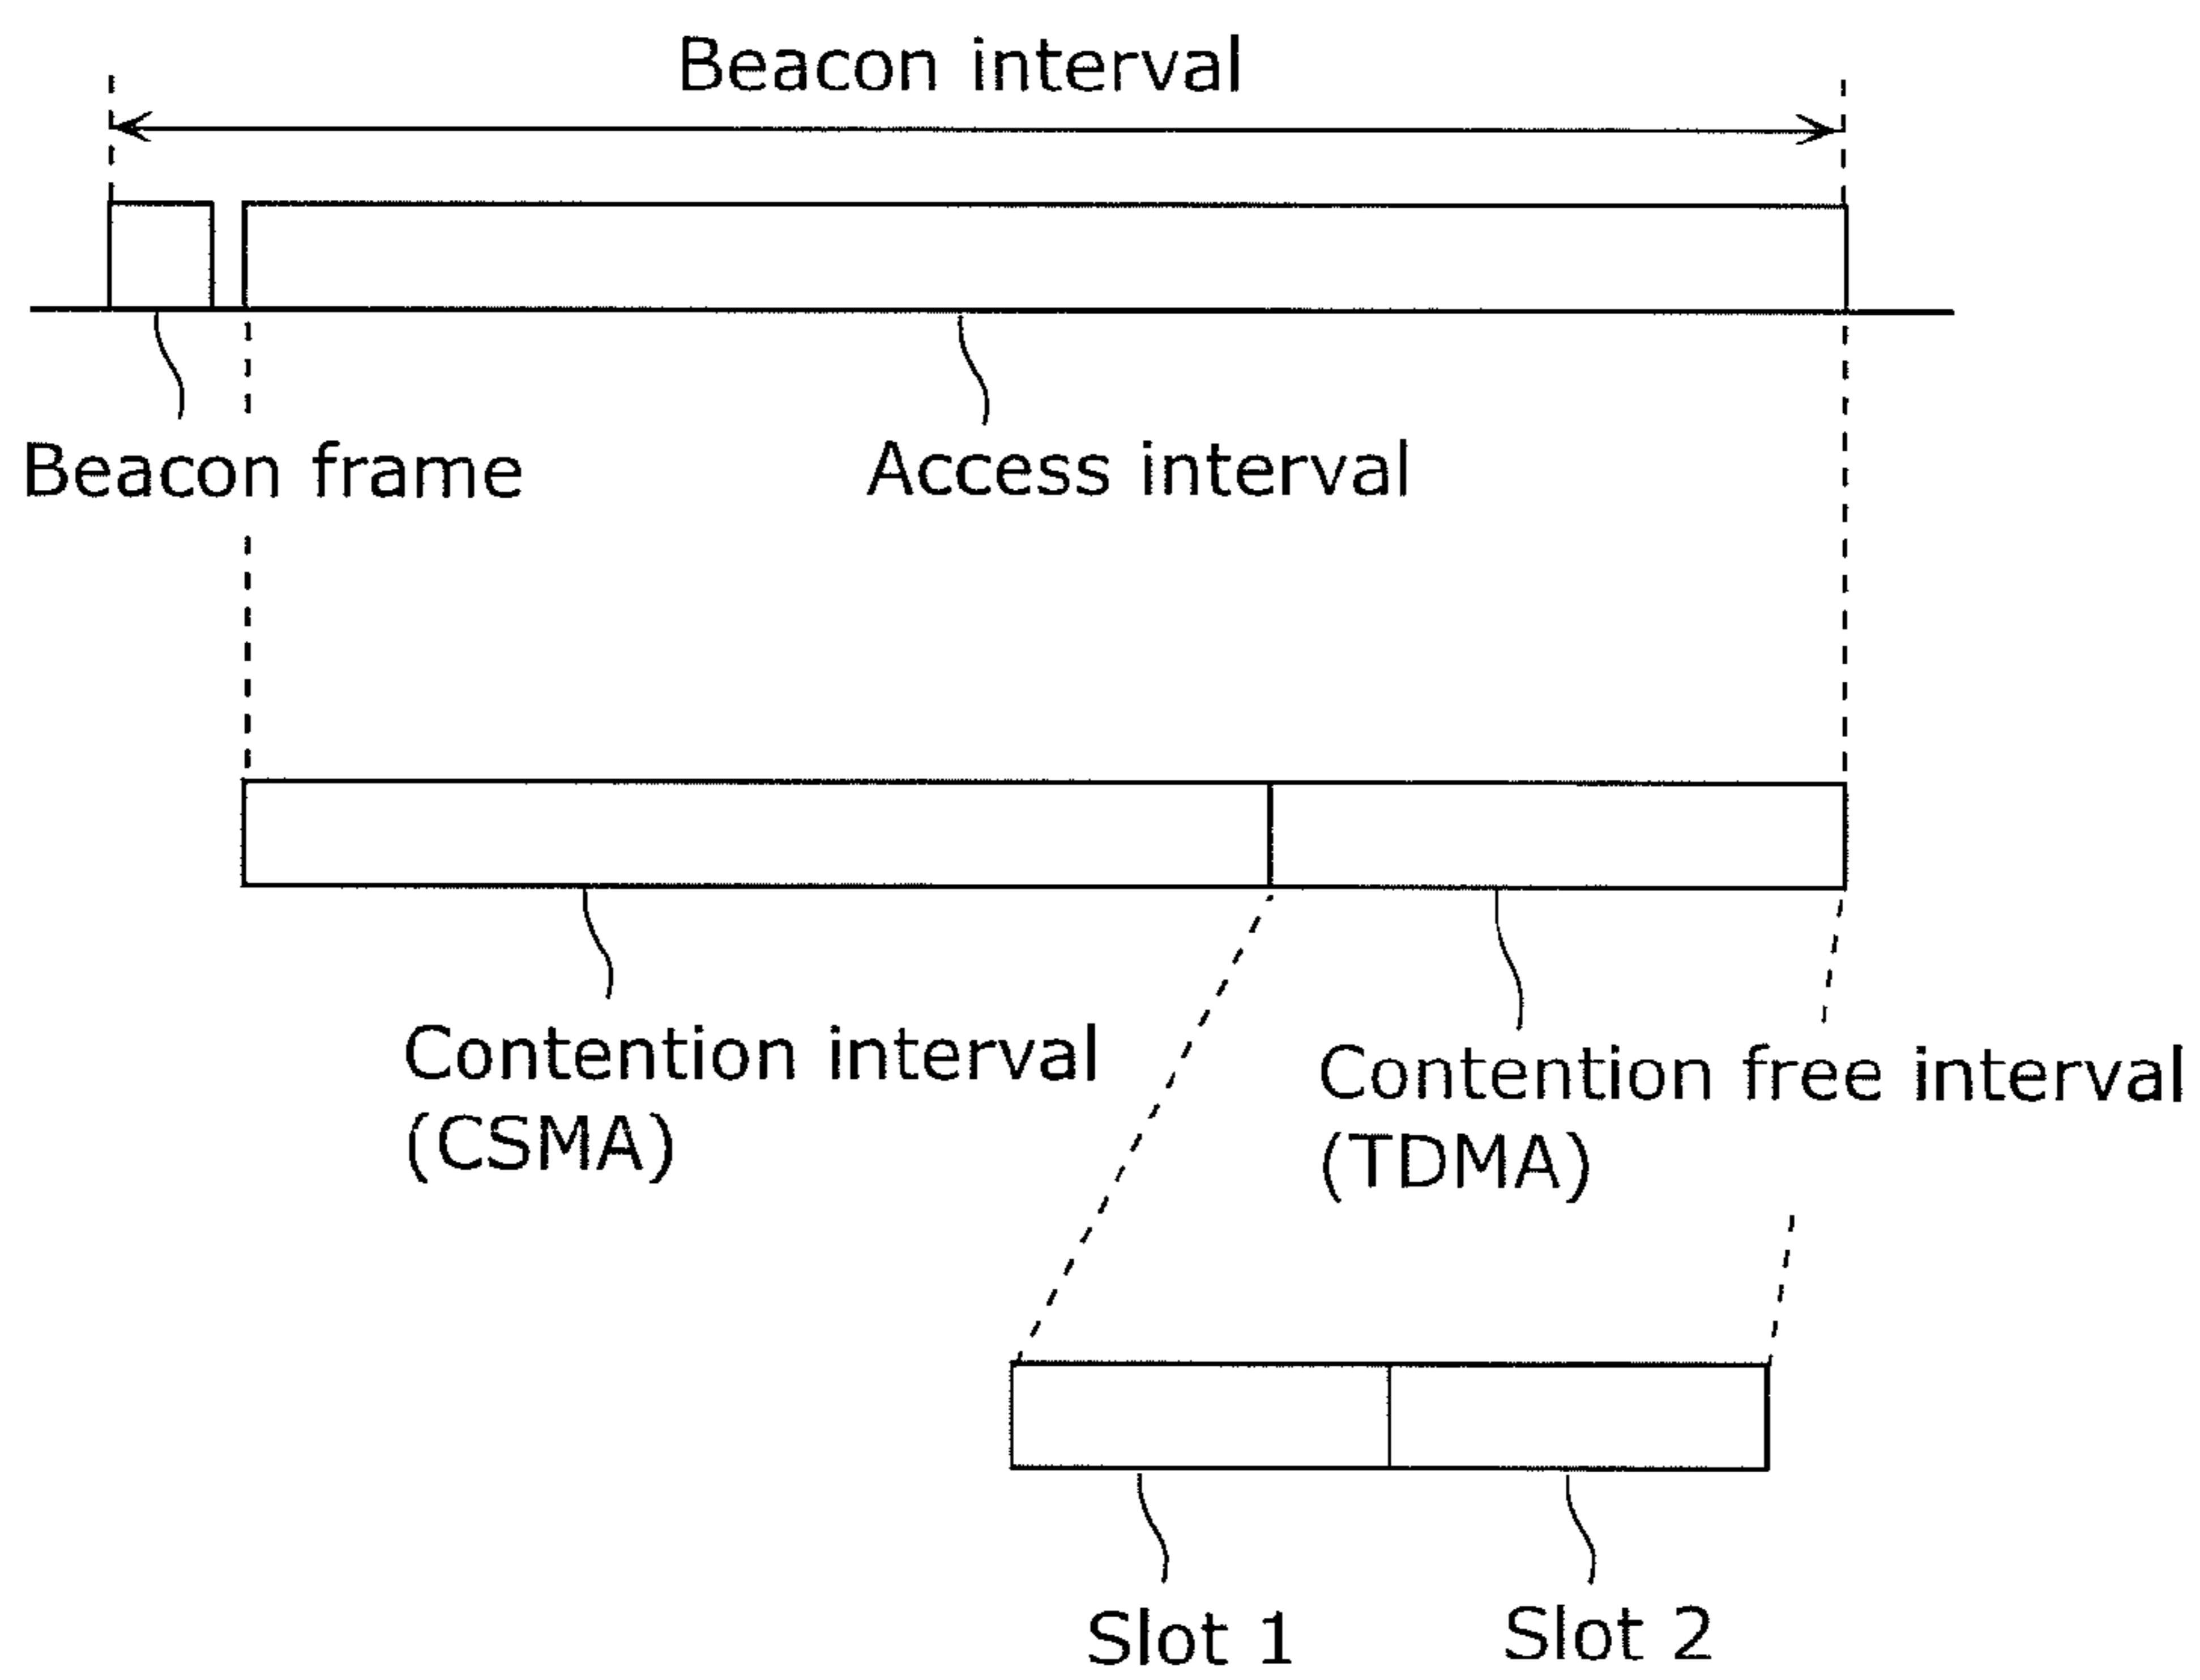 Beacon interval
Beacon frame
Access interval
Contention interval
(CSMA)
Contention free interval
(TDMA)
Slot 1
Slot 2